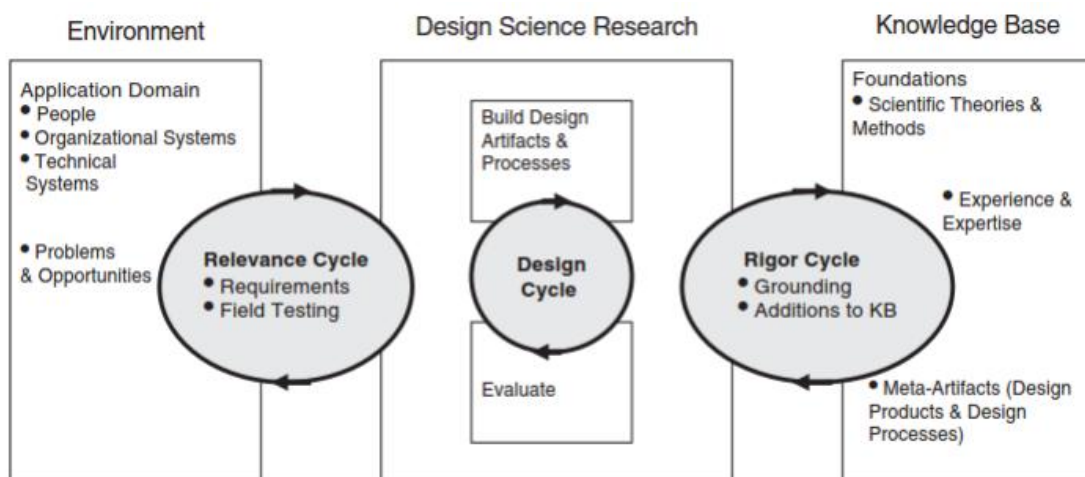 Environment
Design Science Research
Knowledge Base
Application Domain
• People
• Organizational Systems
• Technical
Systems
• Problems
& Opportunities
Relevance Cycle
• Requirements
• Field Testing
Build Design
Artifacts &
Processes
Design
Cycle
Evaluate
Rigor Cycle
• Grounding
• Additions to KB
Foundations
• Scientific Theories &
Methods
• Experience &
Expertise
• Meta-Artifacts (Design
Products & Design
Processes)